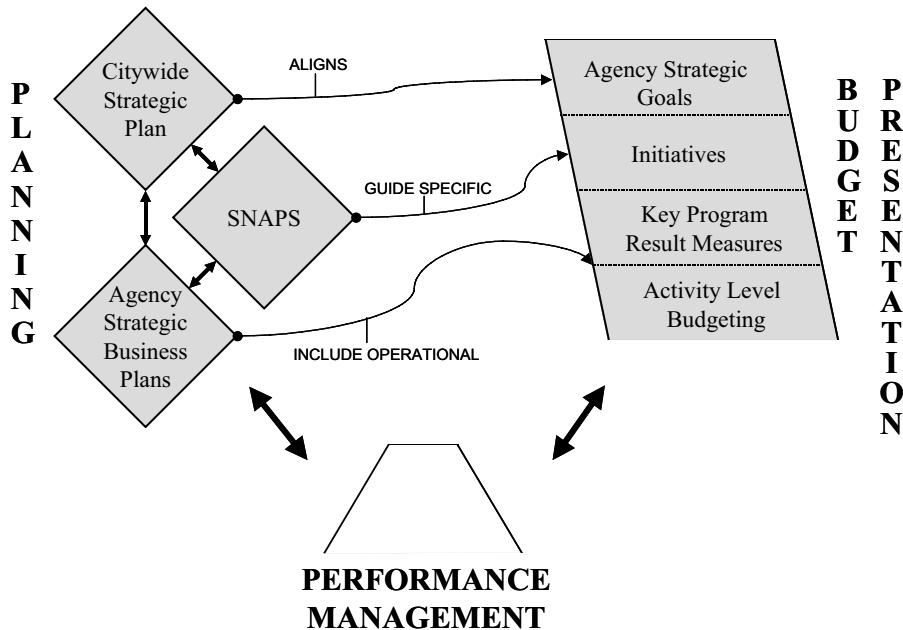 PLANNING
Citywide
Strategic
Plan
SNAPS
Agency
Strategic
Business
Plans
ALIGNS
GUIDE SPECIFIC
INCLUDE OPERATIONAL
Agency Strategic
Goals
Initiatives
Key Program
Result Measures
Activity Level
Budgeting
BUDGET
PRESENTATION
PERFORMANCE
MANAGEMENT